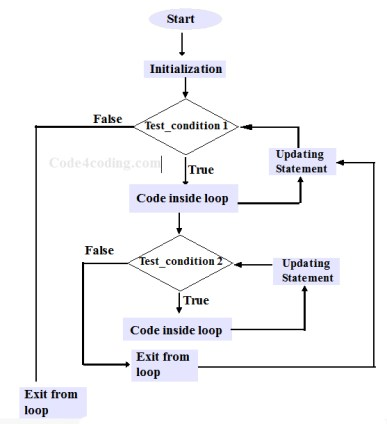 Start
Initialization
False
Test_condition 1
Code4coding.com
True
Updating
Statement
Code inside loop
False
Test_condition 2
Updating
Statement
True
Code inside loop
Exit from
loop
Exit from
loop